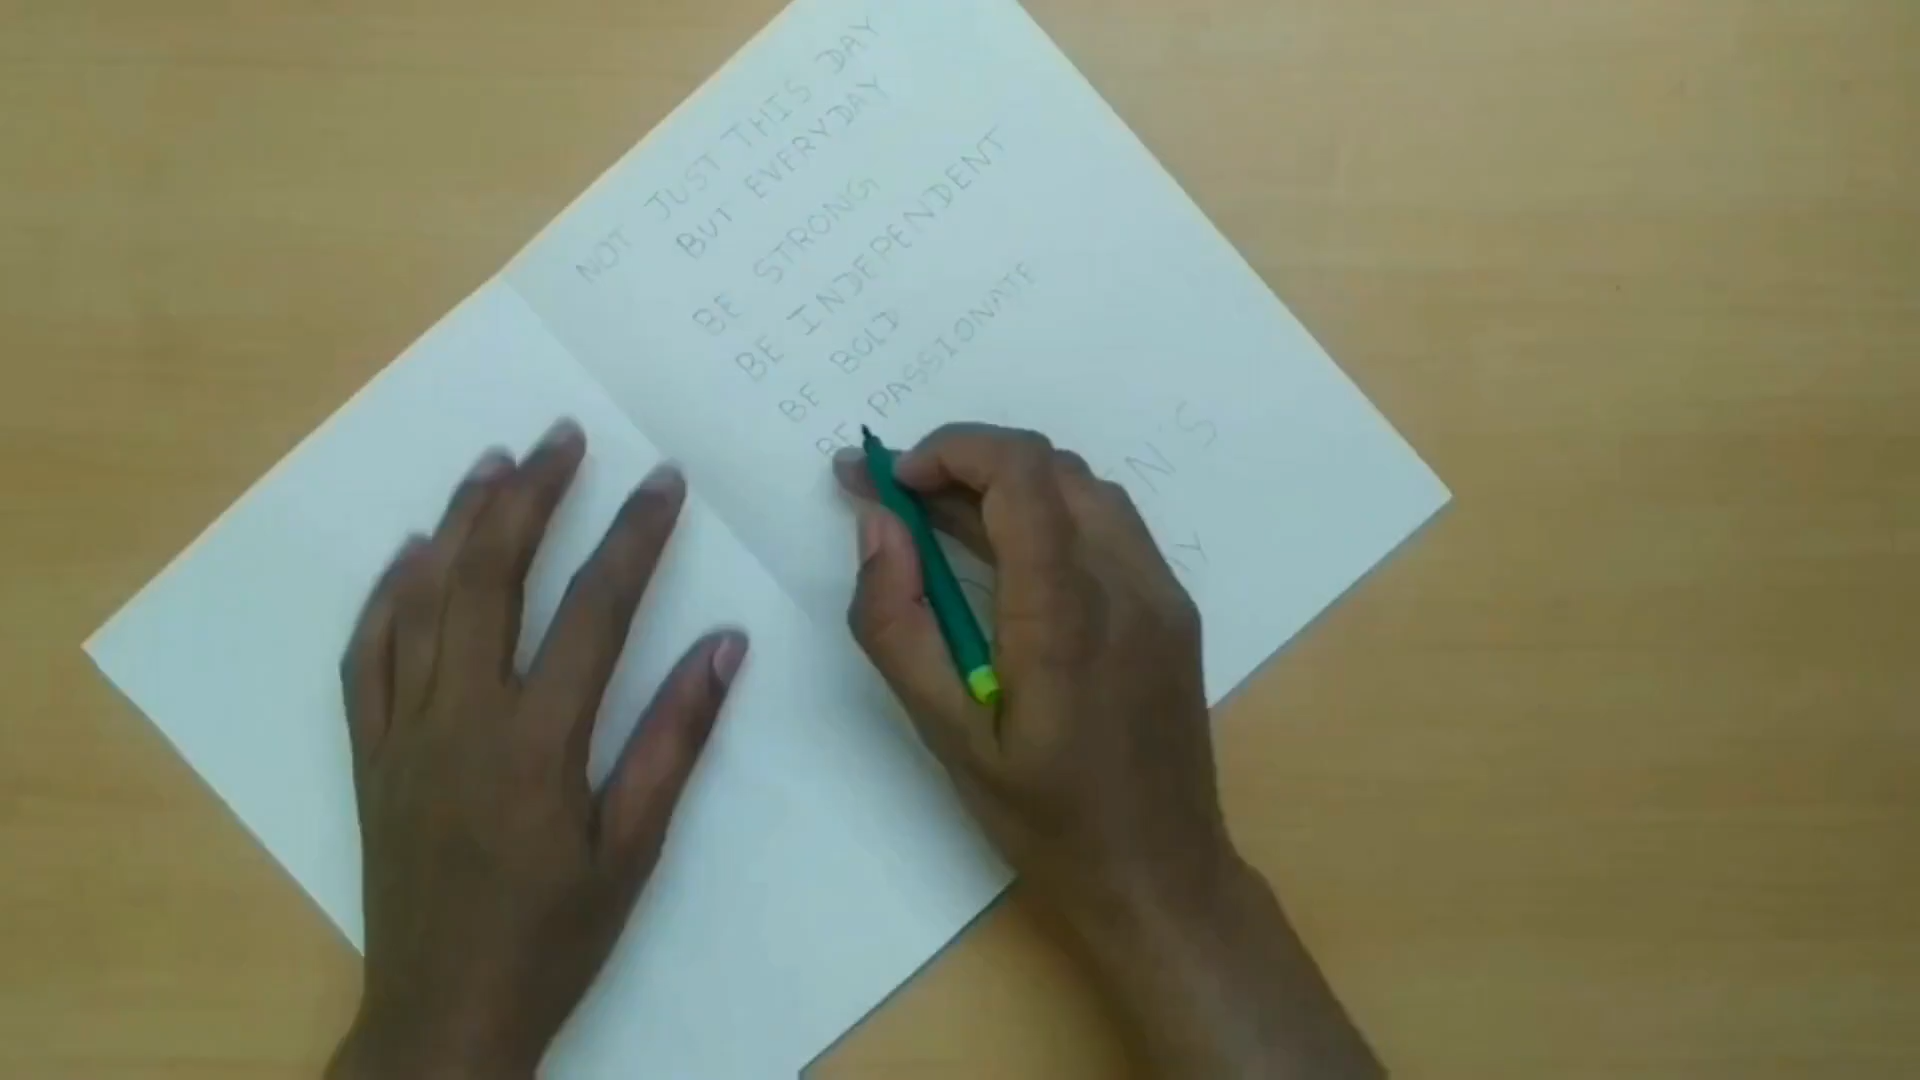 NOT JUST THIS DAY
BUT EVERYDAY
BE STRONG
BE INDEPENDENT
BE BOLD
BE PASSIONATE